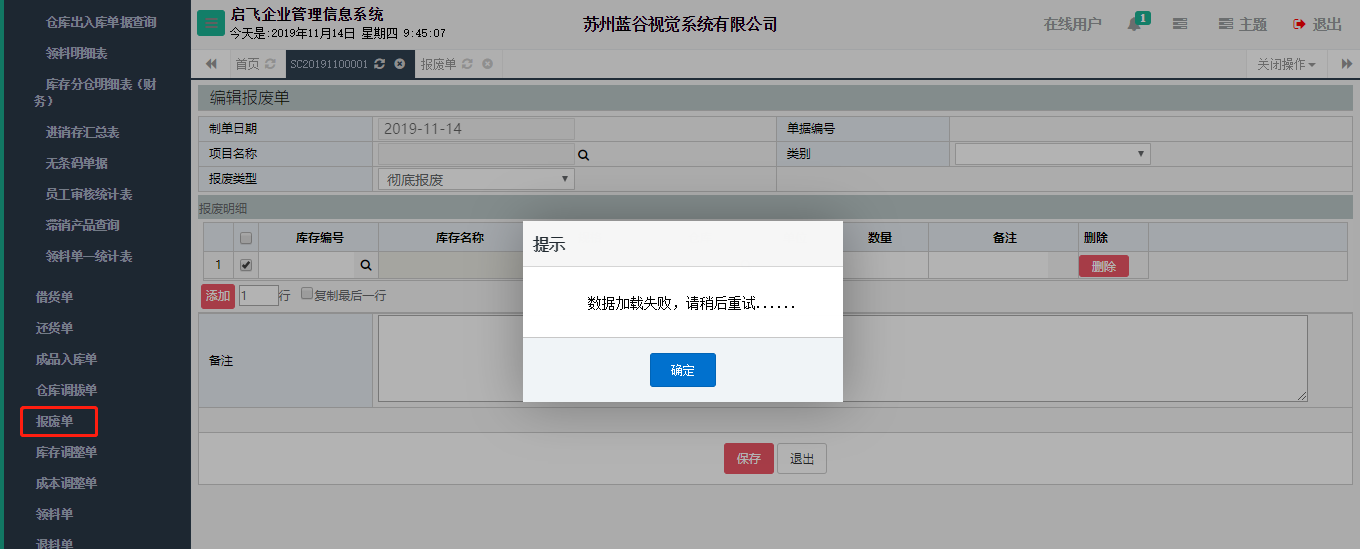 仓库出入库单据查询
领料明细表
库存分仓明细表（财
务）
进销存汇总表
无条码单据
员工审核统计表
滞销产品查询
领料单一统计表
借货单
还货单
成品入库单
仓库调拨单
报废单
库存调整单
成本调整单
领料单
退料单
启飞企业管理信息系统
今天是:2019年11月14日 星期四 9:45:07
苏州蓝谷视觉系统有限公司
在线用户 1 主题 退出
首页 SC20191100001 报废单 关闭操作
编辑报废单
制单日期 2019-11-14 单据编号
项目名称 类别
报废类型 彻底报废
报废明细
库存编号 库存名称 数量 备注 删除
1 删除
添加 1 行 复制最后一行
备注
提示
数据加载失败，请稍后重试......
确定
保存 退出